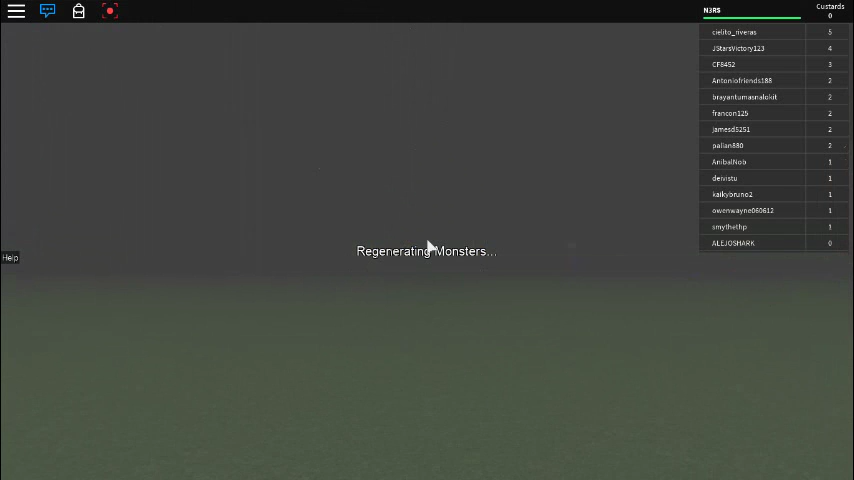 N3RS
Custards
0
cielito_riveras 5
JStarsVictory123 4
CF8452 3
Antoniofriends188 2
brayantumasnalokit 2
francon125 2
jamesd5251 2
palian880 2
AnibalNob 1
deivistu 1
kaikybruno2 1
owenwayne060612 1
smythethp 1
ALEJOSHARK 0
Regenerating Monsters...
Help